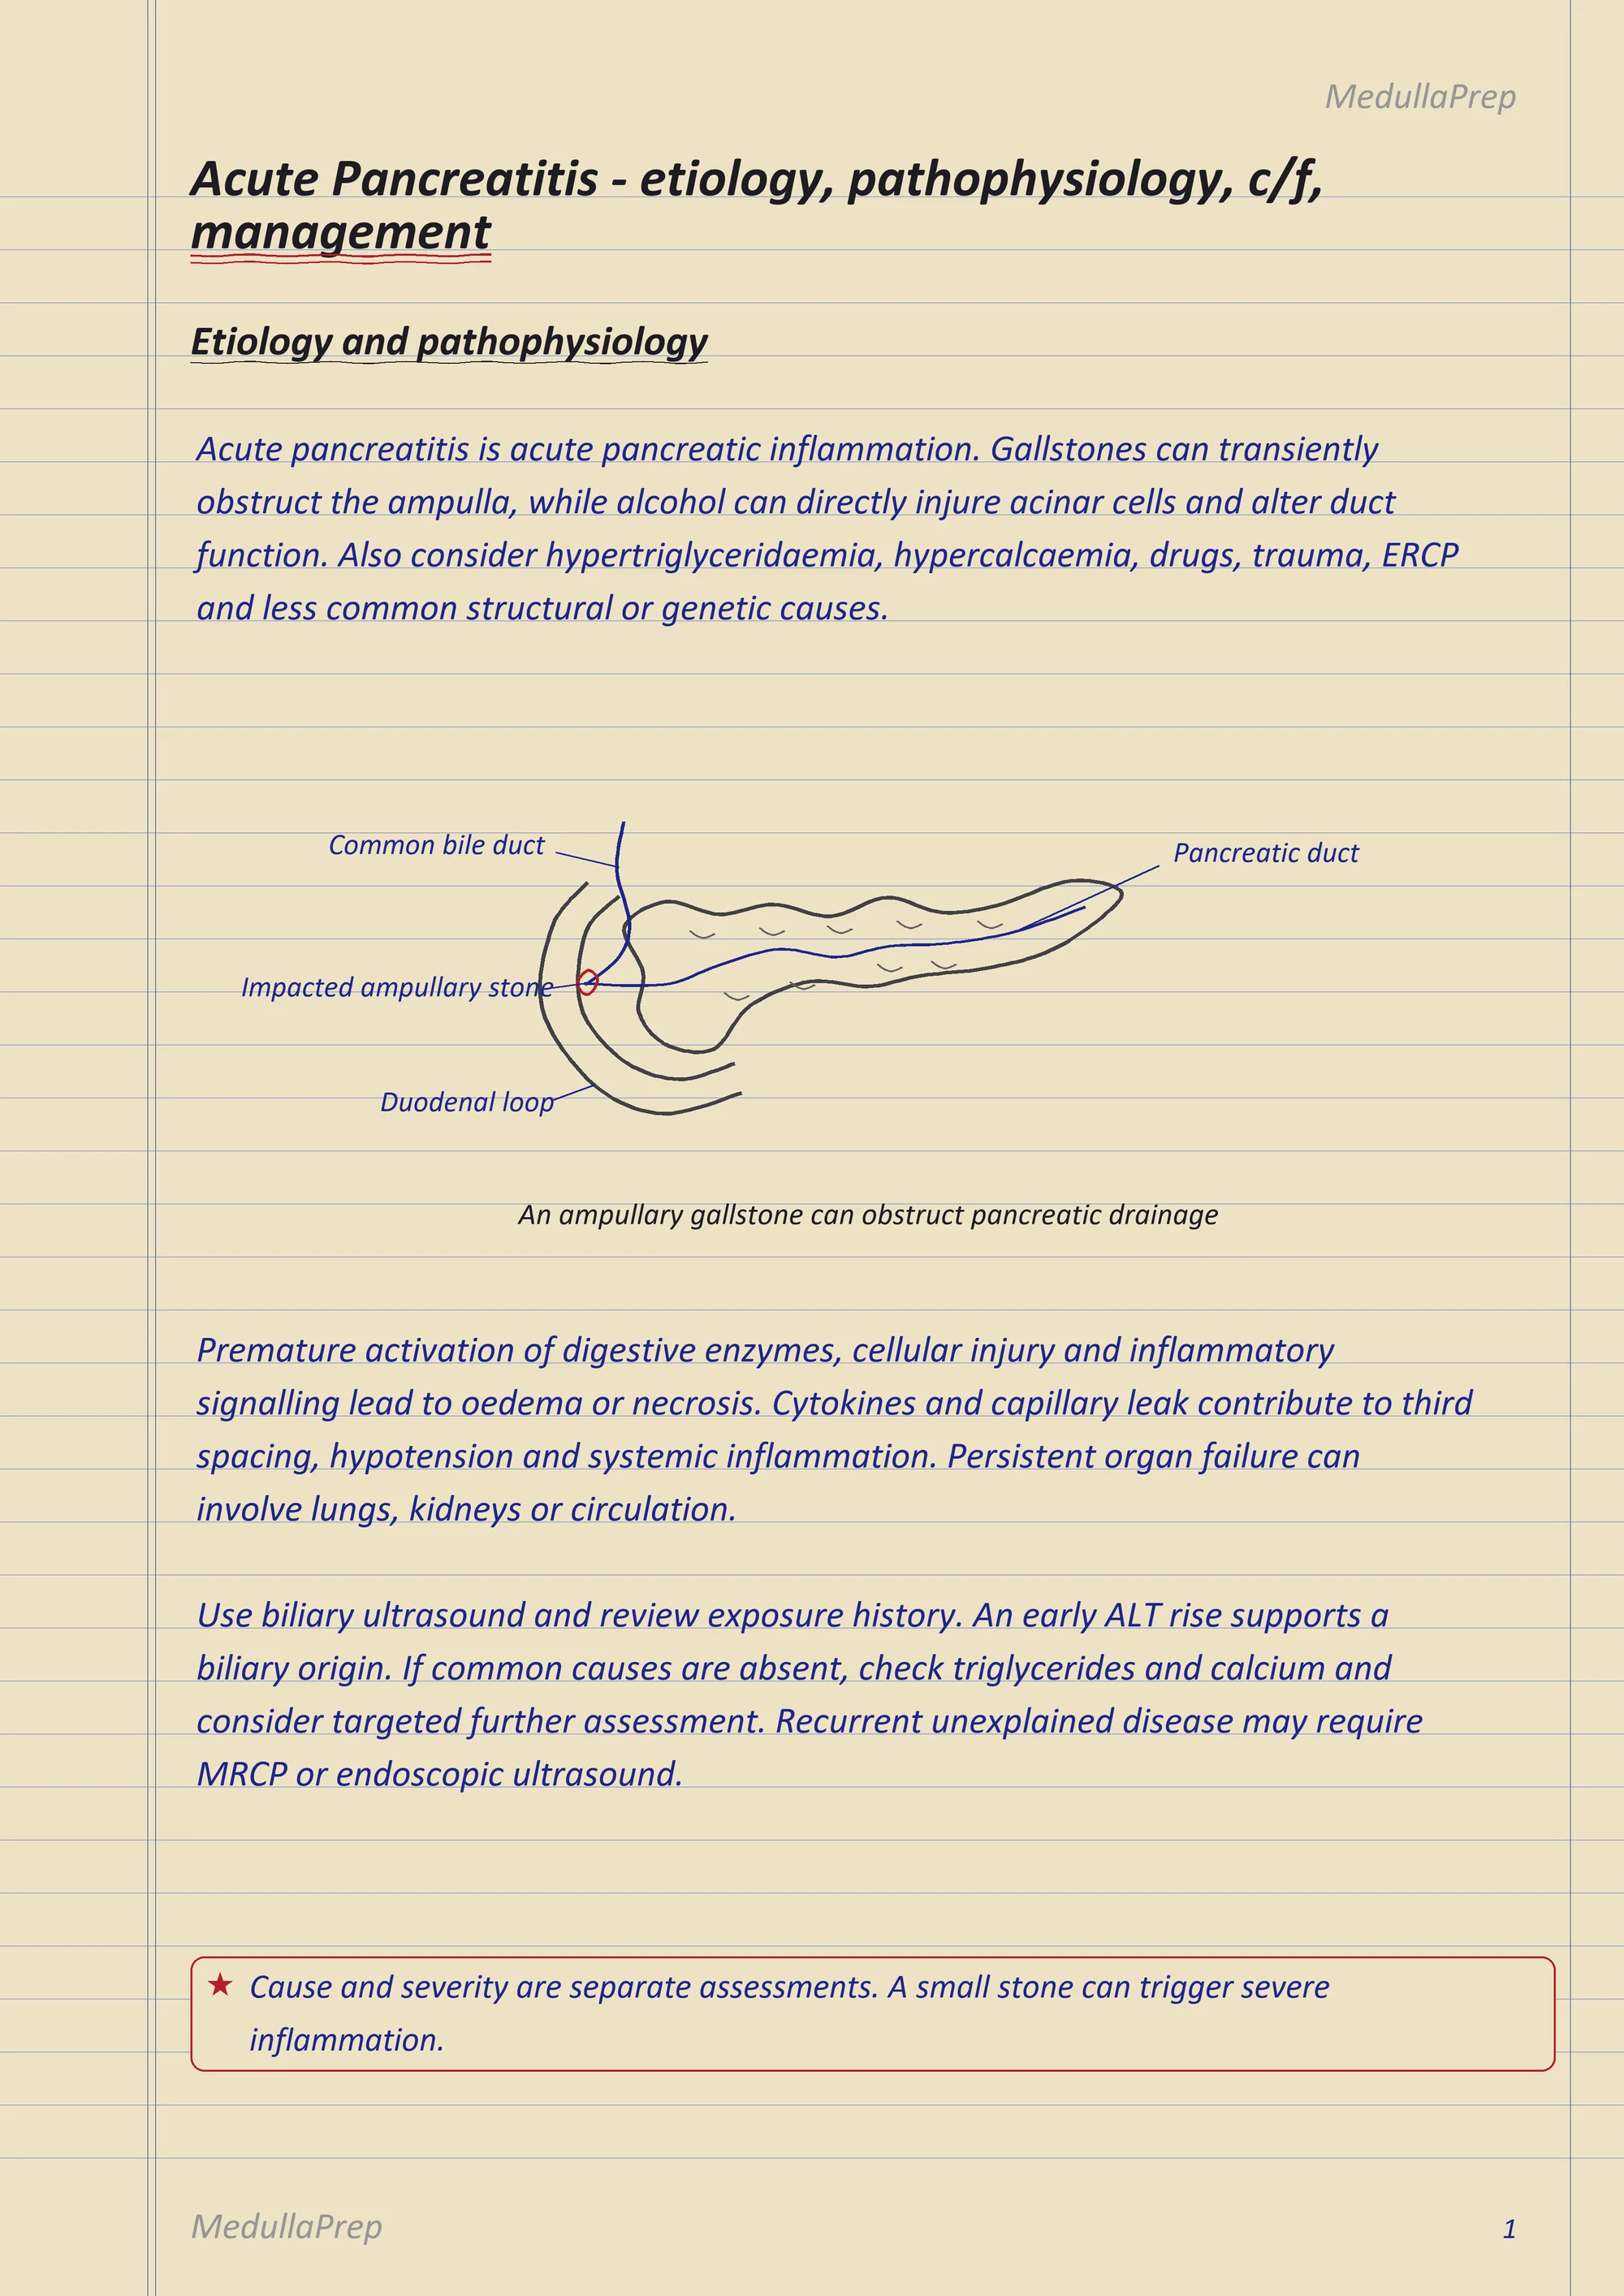 MedullaPrep
Acute Pancreatitis - etiology, pathophysiology, c/f,
management
Etiology and pathophysiology
Acute pancreatitis is acute pancreatic inflammation. Gallstones can transiently
obstruct the ampulla, while alcohol can directly injure acinar cells and alter duct
function. Also consider hypertriglyceridaemia, hypercalcaemia, drugs, trauma, ERCP
and less common structural or genetic causes.
Common bile duct
Pancreatic duct
Impacted ampullary stone
Duodenal loop
An ampullary gallstone can obstruct pancreatic drainage
Premature activation of digestive enzymes, cellular injury and inflammatory
signalling lead to oedema or necrosis. Cytokines and capillary leak contribute to third
spacing, hypotension and systemic inflammation. Persistent organ failure can
involve lungs, kidneys or circulation.
Use biliary ultrasound and review exposure history. An early ALT rise supports a
biliary origin. If common causes are absent, check triglycerides and calcium and
consider targeted further assessment. Recurrent unexplained disease may require
MRCP or endoscopic ultrasound.
★ Cause and severity are separate assessments. A small stone can trigger severe
inflammation.
MedullaPrep
1